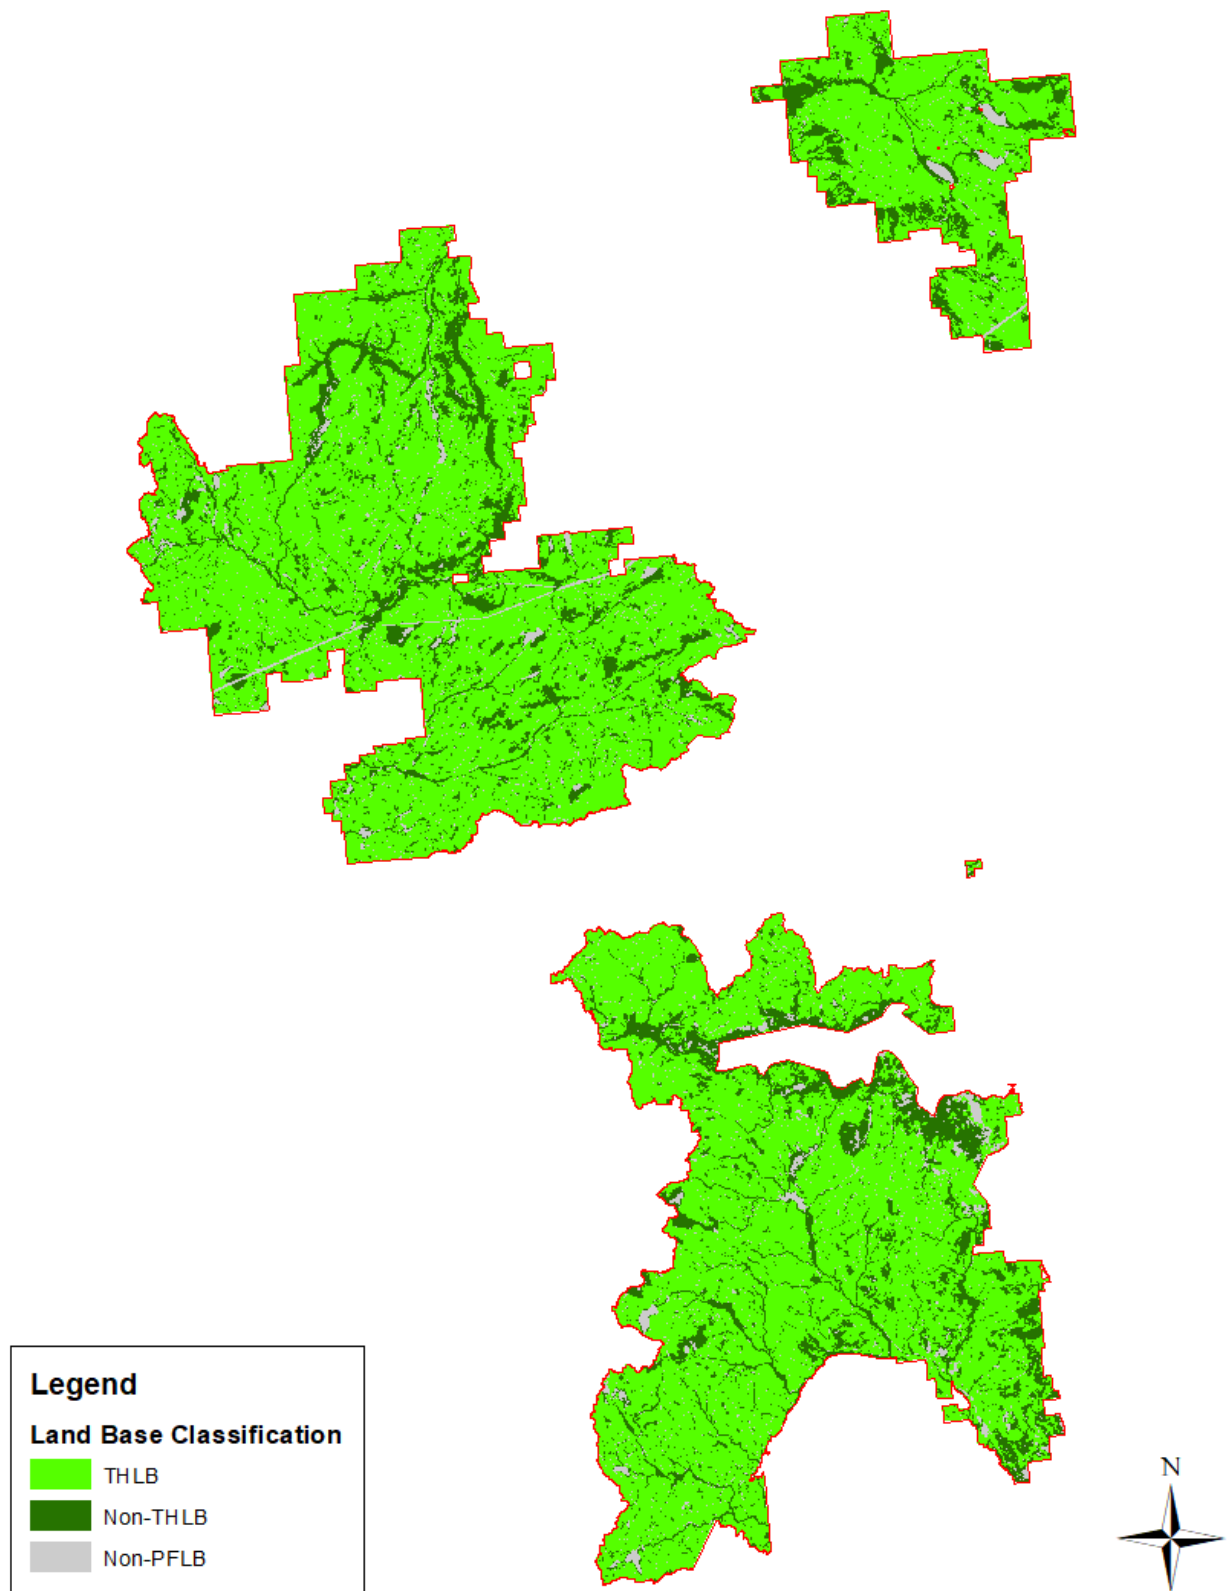 N
Legend
Land Base Classification
THLB
Non-THLB
Non-PFLB